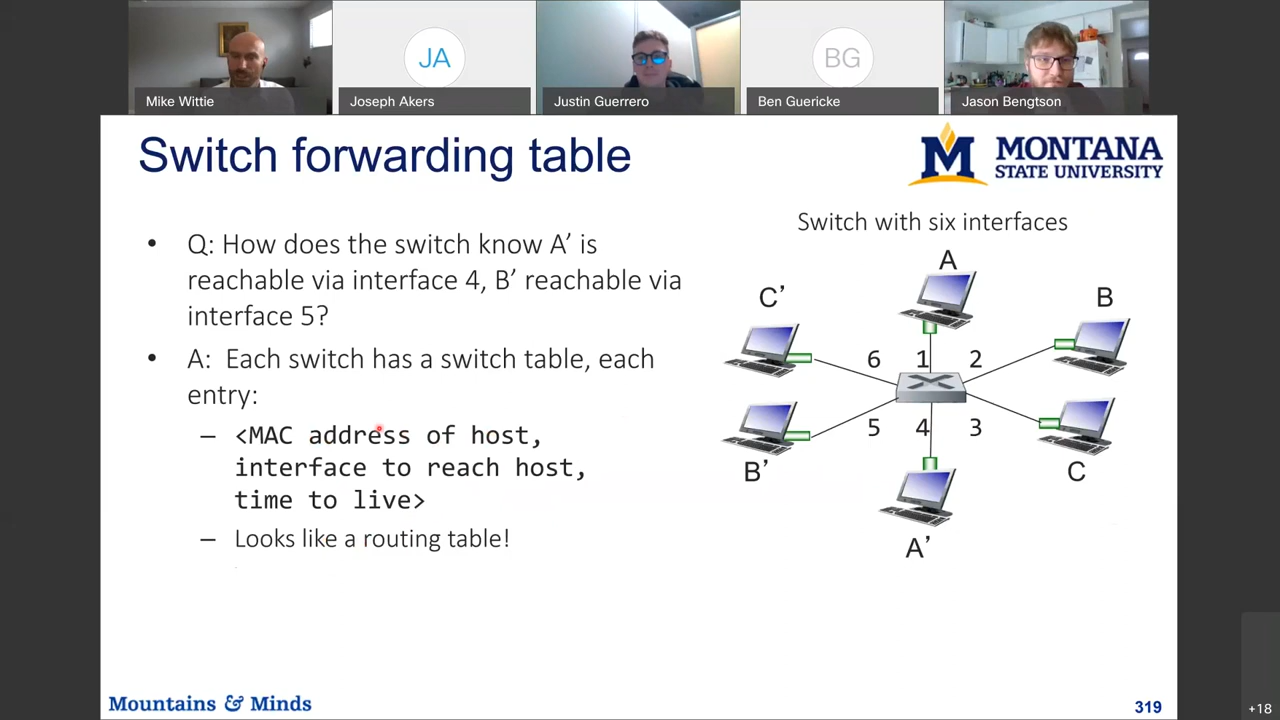 JA
BG
Mike Wittie
Joseph Akers
Justin Guerrero
Ben Guericke
Jason Bengtson
Switch forwarding table
M MONTANA
STATE UNIVERSITY
• Q: How does the switch know A’ is
reachable via interface 4, B’ reachable via
interface 5?
• A: Each switch has a switch table, each
entry:
– <MAC address of host,
interface to reach host,
time to live>
– Looks like a routing table!
Switch with six interfaces
A
C’
B
6 1 2
5 4 3
B’
C
A’
Mountains & Minds
319
+18